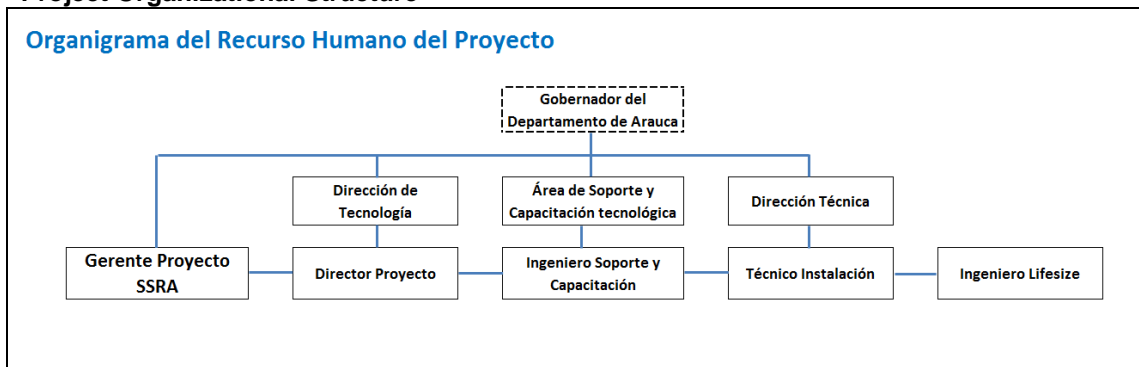 Organigrama del Recurso Humano del Proyecto
Gobernador del
Departamento de Arauca
Dirección de
Tecnología
Área de Soporte y
Capacitación tecnológica
Dirección Técnica
Gerente Proyecto
SSRA
Director Proyecto
Ingeniero Soporte y
Capacitación
Técnico Instalación
Ingeniero Lifesize